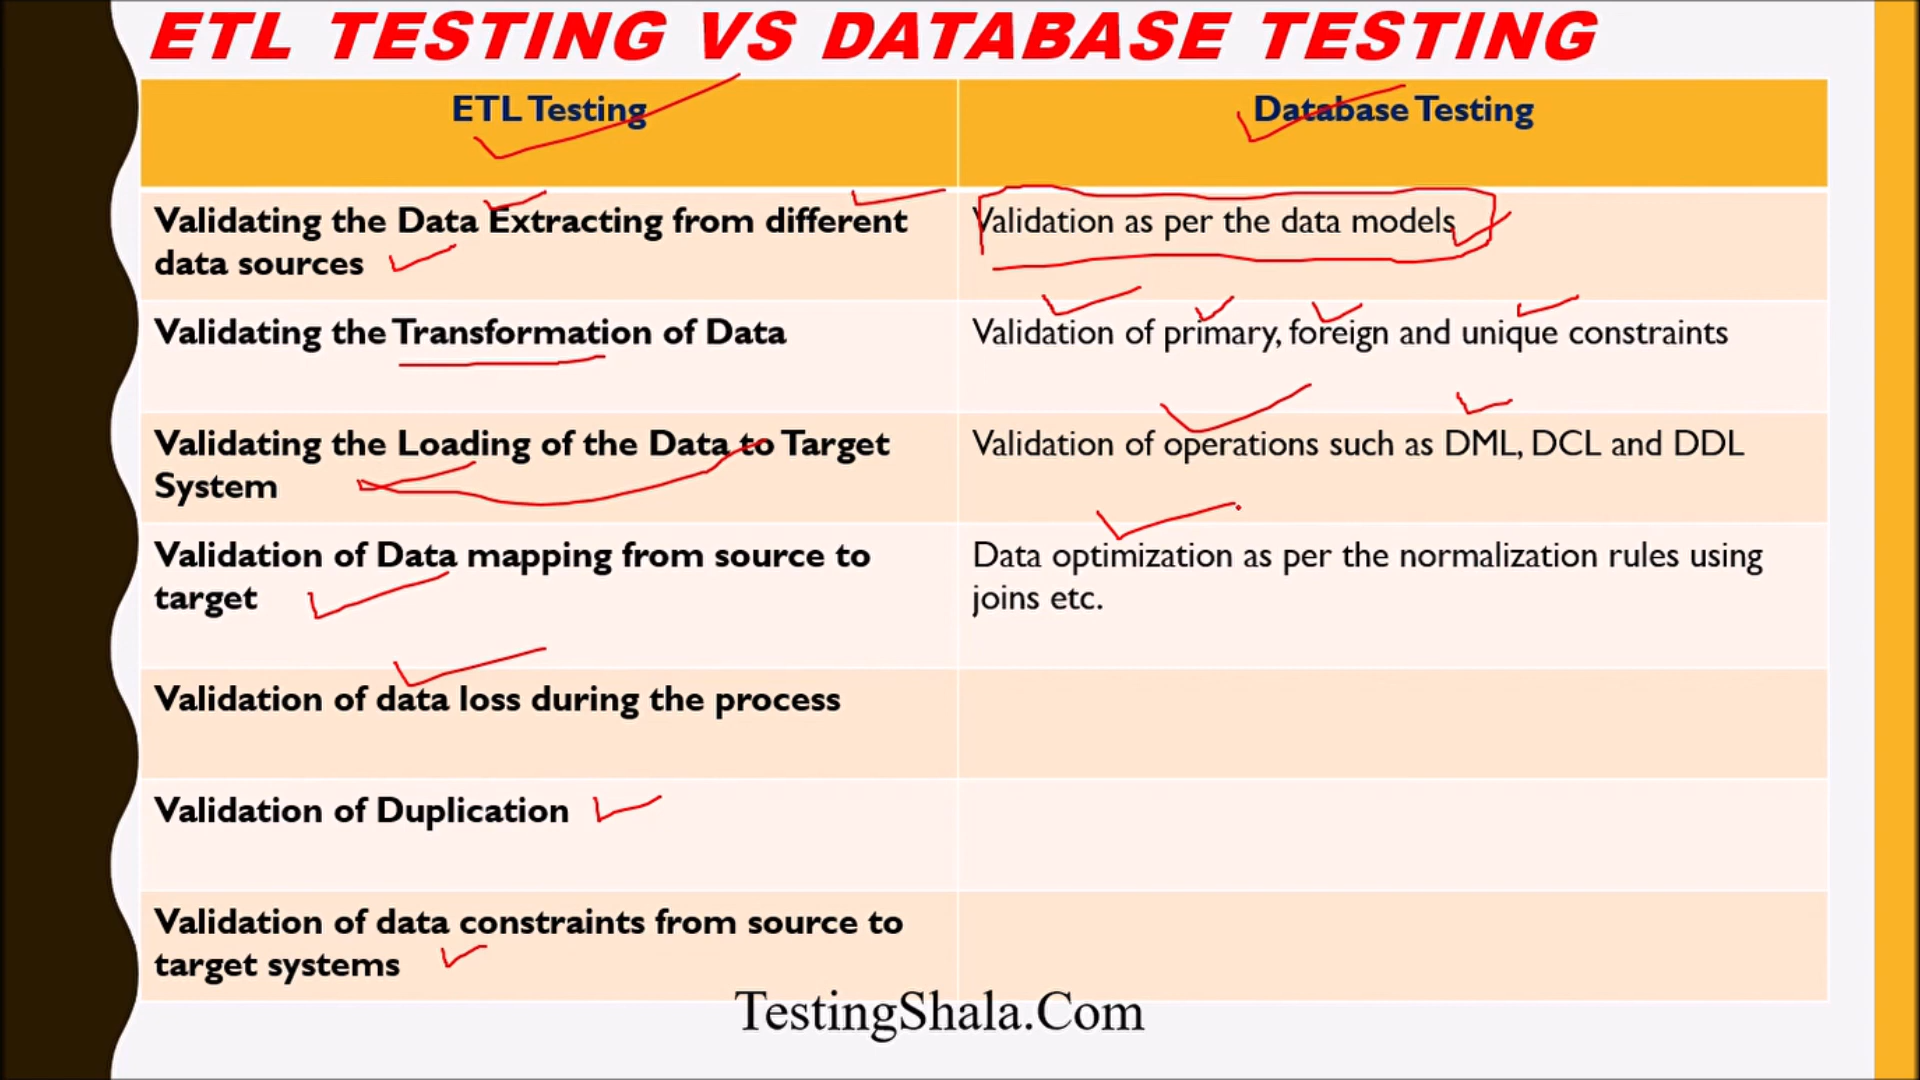 ETL TESTING VS DATABASE TESTING
ETL Testing
Database Testing
Validating the Data Extracting from different
data sources
Validation as per the data models
Validating the Transformation of Data
Validation of primary, foreign and unique constraints
Validating the Loading of the Data to Target
System
Validation of operations such as DML, DCL and DDL
Validation of Data mapping from source to
target
Data optimization as per the normalization rules using
joins etc.
Validation of data loss during the process
Validation of Duplication
Validation of data constraints from source to
target systems
TestingShala.Com